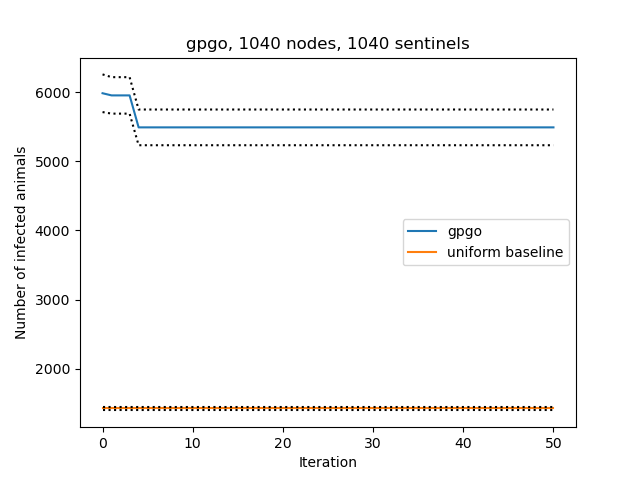 gpgo, 1040 nodes, 1040 sentinels
Number of infected animals
6000
5000
4000
3000
2000
gpgo
uniform baseline
0
10
20
30
40
50
Iteration